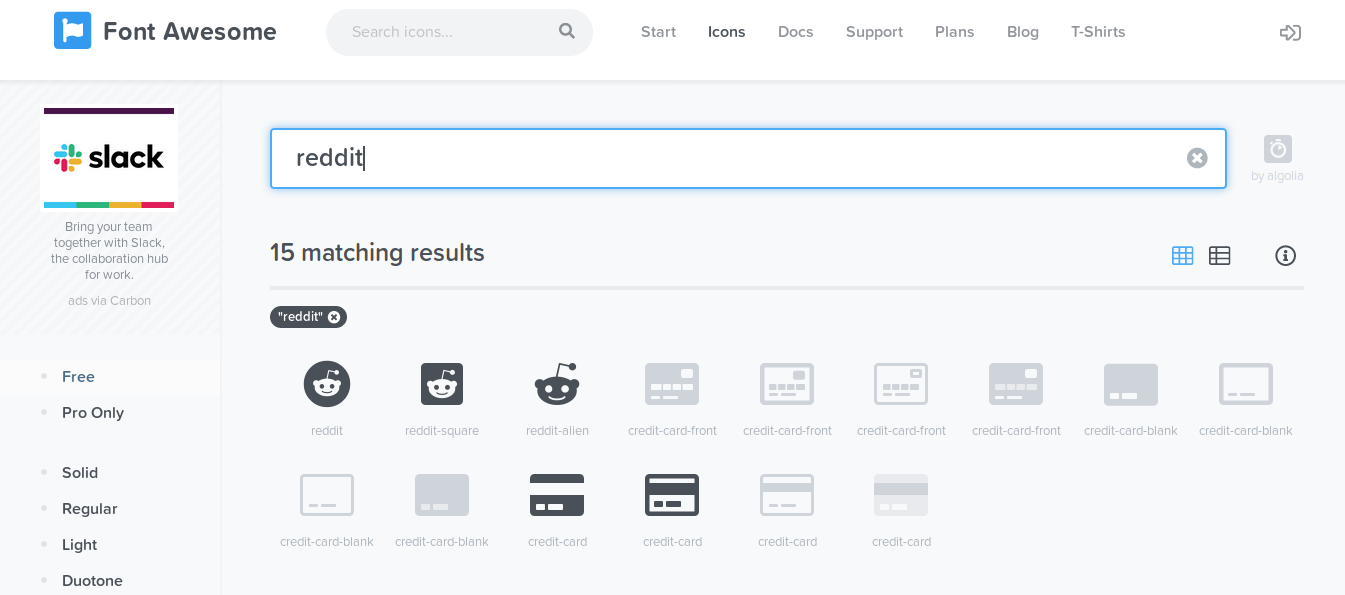 Font Awesome
Search icons...
Start
Icons
Docs
Support
Plans
Blog
T-Shirts
slack
Bring your team
together with Slack,
the collaboration hub
for work.
ads via Carbon
Free
Pro Only
Solid
Regular
Light
Duotone
reddit
by algolia
15 matching results
"reddit"
reddit
reddit-square
reddit-alien
credit-card-front
credit-card-front
credit-card-front
credit-card-front
credit-card-blank
credit-card-blank
credit-card-blank
credit-card-blank
credit-card
credit-card
credit-card
credit-card